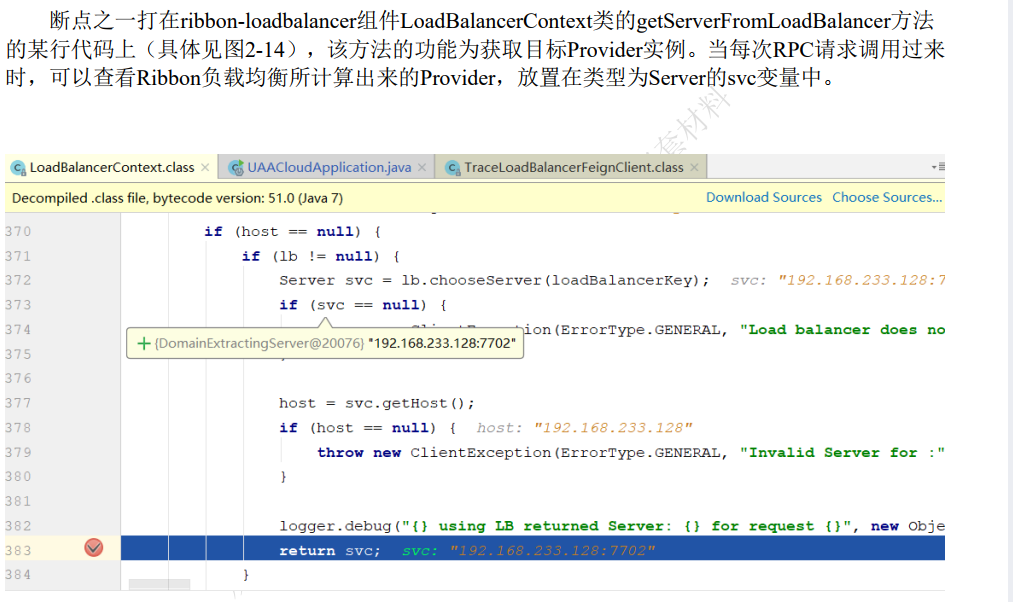 断点之一打在ribbon-loadbalancer组件LoadBalancerContext类的getServerFromLoadBalancer方法
的某行代码上（具体见图2-14），该方法的功能为获取目标Provider实例。当每次RPC请求调用过来
时，可以查看Ribbon负载均衡所计算出来的Provider，放置在类型为Server的svc变量中。
套材料
LoadBalancerContext.class UAACloudApplication.java TraceLoadBalancerFeignClient.class
Decompiled .class file, bytecode version: 51.0 (Java 7) Download Sources Choose Sources...
370 if (host == null) {
371 if (lb != null) {
372 Server svc = lb.chooseServer(loadBalancerKey); svc: "192.168.233.128:7
373 if (svc == null) {
374 (ErrorType.GENERAL, "Load balancer does no
{DomainExtractingServer@20076} "192.168.233.128:7702"
375
376
377 host = svc.getHost();
378 if (host == null) { host: "192.168.233.128"
379 throw new ClientException(ErrorType.GENERAL, "Invalid Server for :"
380 }
381
382 logger.debug("{} using LB returned Server: {} for request {}", new Obje
383 return svc; svc: "192.168.233.128:7702"
384 }